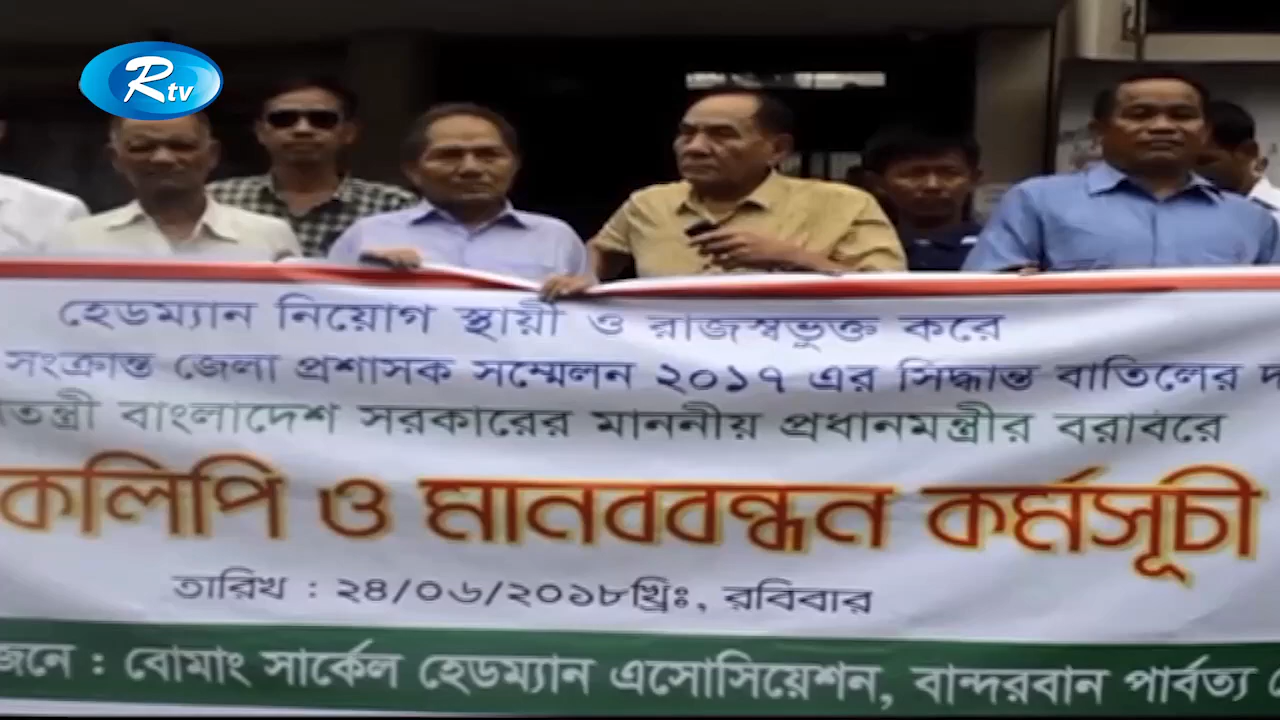 Rtv
হেডম্যান নিয়োগ স্থায়ী ও রাজস্বভুক্ত করে
সংক্রান্ত জেলা প্রশাসক সম্মেলন ২০১৭ এর সিদ্ধান্ত বাতিলের
বাংলাদেশ সরকারের মাননীয় প্রধানমন্ত্রীর বরাবরে
কলিপি ও মানববন্ধন কর্মসূচী
তারিখ : ২৪/০৬/২০১৮খ্রিঃ, রবিবার
জনে : বোমাং সার্কেল হেডম্যান এসোসিয়েশন, বান্দরবান পার্বত্য